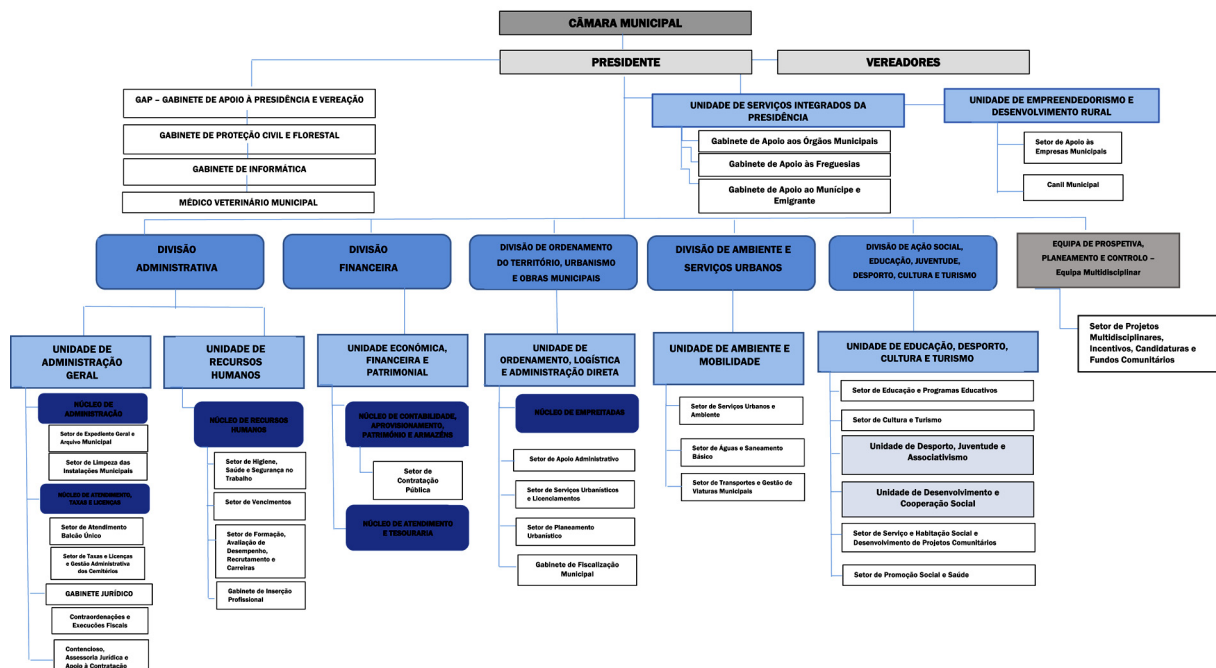 CÂMARA MUNICIPAL
PRESIDENTE
VEREADORES
GAP – GABINETE DE APOIO À PRESIDÊNCIA E VEREAÇÃO
GABINETE DE PROTEÇÃO CIVIL E FLORESTAL
GABINETE DE INFORMÁTICA
MÉDICO VETERINÁRIO MUNICIPAL
UNIDADE DE SERVIÇOS INTEGRADOS DA
PRESIDÊNCIA
Gabinete de Apoio aos Órgãos Municipais
Gabinete de Apoio às Freguesias
Gabinete de Apoio ao Munícipe e
Emigrante
UNIDADE DE EMPREENDEDORISMO E
DESENVOLVIMENTO RURAL
Setor de Apoio às
Empresas Municipais
Canil Municipal
DIVISÃO
ADMINISTRATIVA
DIVISÃO
FINANCEIRA
DIVISÃO DE ORDENAMENTO
DO TERRITÓRIO, URBANISMO
E OBRAS MUNICIPAIS
DIVISÃO DE AMBIENTE E
SERVIÇOS URBANOS
DIVISÃO DE AÇÃO SOCIAL,
EDUCAÇÃO, JUVENTUDE,
DESPORTO, CULTURA E TURISMO
EQUIPA DE PROSPETIVA,
PLANEAMENTO E CONTROLO –
Equipa Multidisciplinar
Setor de Projetos
Multidisciplinares,
Incentivos, Candidaturas e
Fundos Comunitários
UNIDADE DE
ADMINISTRAÇÃO
GERAL
NÚCLEO DE
ADMINISTRAÇÃO
Setor de Expediente Geral e
Arquivo Municipal
Setor de Limpeza das
Instalações Municipais
NÚCLEO DE ATENDIMENTO,
TAXAS E LICENÇAS
Setor de Atendimento
Balcão Único
Setor de Taxas e Licenças
e Gestão Administrativa
dos Cemitérios
GABINETE JURÍDICO
Contraordenações e
Execuções Fiscais
Contencioso,
Assessoria Jurídica e
Apoio à Contratação
UNIDADE DE
RECURSOS
HUMANOS
NÚCLEO DE RECURSOS
HUMANOS
Setor de Higiene,
Saúde e Segurança no
Trabalho
Setor de Vencimentos
Setor de Formação,
Avaliação de
Desempenho,
Recrutamento e
Carreiras
Gabinete de Inserção
Profissional
UNIDADE ECONÓMICA,
FINANCEIRA E
PATRIMONIAL
NÚCLEO DE CONTABILIDADE,
APROVISIONAMENTO,
PATRIMÓNIO E ARMAZÉNS
Setor de
Contratação
Pública
NÚCLEO DE ATENDIMENTO
E TESOURARIA
UNIDADE DE
ORDENAMENTO, LOGÍSTICA
E ADMINISTRAÇÃO DIRETA
NÚCLEO DE EMPREITADAS
Setor de Apoio Administrativo
Setor de Serviços Urbanísticos
e Licenciamentos
Setor de Planeamento
Urbanístico
Gabinete de Fiscalização
Municipal
UNIDADE DE AMBIENTE E
MOBILIDADE
Setor de Serviços Urbanos e
Ambiente
Setor de Águas e Saneamento
Básico
Setor de Transportes e Gestão de
Viaturas Municipais
UNIDADE DE EDUCAÇÃO, DESPORTO,
CULTURA E TURISMO
Setor de Educação e Programas Educativos
Setor de Cultura e Turismo
Unidade de Desporto, Juventude e
Associativismo
Unidade de Desenvolvimento e
Cooperação Social
Setor de Serviço e Habitação Social e
Desenvolvimento de Projetos Comunitários
Setor de Promoção Social e Saúde